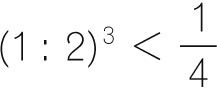 (1 : 2)³ < 1/4